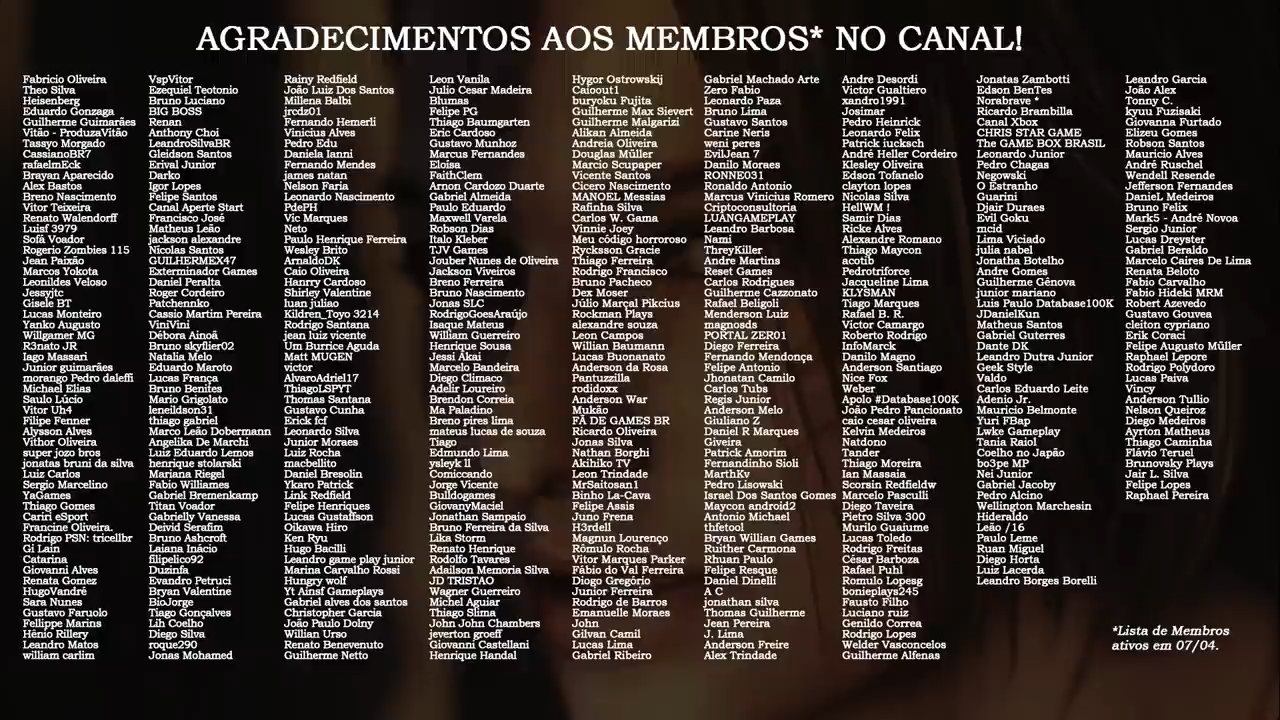 AGRADECIMENTOS AOS MEMBROS* NO CANAL!
Fabricio Oliveira
Theo Silva
Heisenberg
Eduardo Gonzaga
Guilherme Guimarães
Vitão - ProduzaVitão
Tassyo Morgado
CassianoBR7
rafaelmEck
Brayan Aparecido
Alex Bastos
Breno Nascimento
Vitor Teixeira
Renato Walendorff
Luisf 3979
Sofá Voador
Rogerio Zombies 115
Jean Paixão
Marcos Yokota
Leonildes Veloso
Jessyjtc
Gisele BT
Lucas Monteiro
Yanko Augusto
Willgamer MG
R3nato JR
Iago Massari
Junior guimarães
morango Pedro daleffi
Michael Elias
Saulo Lúcio
Vitor Uh4
Filipe Fenner
Alysson Alves
Vithor Oliveira
super jozo bros
jonatas bruni da silva
Luiz Carlos
Sergio Marcelino
YaGames
Thiago Gomes
Cariri eSport
Francine Oliveira.
Rodrigo PSN: tricellbr
Gi Lain
Catarina
Giovanni Alves
Renata Gomez
HugoVandré
Sara Nunes
Gustavo Faruolo
Fellippe Marins
Hênio Rillery
Leandro Matos
william carlim
VspVitor
Ezequiel Teotonio
Bruno Luciano
BIG BOSS
Renan
Anthony Choi
LeandroSilvaBR
Gleidson Santos
Erival Junior
Darko
Igor Lopes
Felipe Santos
Canal Aperte Start
Francisco José
Matheus Leão
jackson alexandre
Nicolas Santos
GUILHERMEX47
Exterminador Games
Daniel Peralta
Roger Cordeiro
Patchenko
Cassio Martim Pereira
ViniVini
Débora Ainoã
Bruno skyflier02
Natalia Melo
Eduardo Maroto
Lucas França
Bruno Benites
Mario Grigolato
leneildson31
thiago gabriel
Marco Leão Dobermann
Angelika De Marchi
Luiz Eduardo Lemos
henrique stolarski
Mariana Riegel
Fabio Williames
Gabriel Bremenkamp
Titan Voador
Gabrielly Vanessa
Deivid Serafim
Bruno Ashcroft
Laiana Inácio
filipelico92
Duzinfa
Evandro Petruci
Bryan Valentine
BioJorge
Tiago Gonçalves
Lih Coelho
Diego Silva
roque290
Jonas Mohamed
Rainy Redfield
João Luiz Dos Santos
Millena Balbi
jrodz01
Fernando Hemerli
Vinicius Alves
Pedro Edu
Daniela Ianni
Fernando Mendes
james natan
Nelson Faria
Leonardo Nascimento
PdePH
Vic Marques
Neto
Paulo Henrique Ferreira
Wesley Brito
ArnaldoDK
Caio Oliveira
Hanrry Cardoso
Shirley Valentine
luan juliao
Kildren_Toyo 3214
Rodrigo Santana
jean luiz vicente
Um Burrice Aguda
Matt MUGEN
victor
AlvaroAdriel17
ThiagoLSPYT
Thomas Santana
Gustavo Cunha
Erick fcf
Leonardo Silva
Junior Moraes
Luiz Rocha
macbellito
Daniel Bresolin
Ykaro Patrick
Link Redfield
Felipe Henriques
Lucas Gustaffson
Oikawa Hiro
Ken Ryu
Hugo Bacilli
Leandro game play junior
Marina Carvalho Rossi
Hungry wolf
Yt Ainsf Gameplays
Gabriel alves dos santos
Christopher Garcia
João Paulo Dolny
Willian Urso
Renato Benevenuto
Guilherme Netto
Leon Vanila
Julio Cesar Madeira
Blumas
Felipe PG
Thiago Baumgarten
Eric Cardoso
Gustavo Munhoz
Marcus Fernandes
Eloisa
FaithClem
Arnon Cardozo Duarte
Gabriel Almeida
Paulo Eduardo
Maxwell Varela
Robson Dias
Italo Kleber
TJV Games
Jouber Nunes de Oliveira
Jackson Viveiros
Breno Ferreira
Bruno Nascimento
Jonas SLC
RodrigoGoesAraújo
Isaque Mateus
William Guerreiro
Henrique Sousa
Jessi Akai
Marcelo Bandeira
Diego Climaco
Adelir Loureiro
Brendon Correia
Ma Paladino
Breno pires lima
mateus lucas de souza
Tiago
Edmundo Lima
ysleyk ll
Comiccando
Jorge Vicente
Bulldogames
GiovanyMaciel
Jonathan Sampaio
Bruno Ferreira da Silva
Lika Storm
Renato Henrique
Rodolfo Tavares
Adailson Memoria Silva
JD TRISTAO
Wagner Guerreiro
Michel Aguiar
Thiago Slima
John John Chambers
jeverton groeff
Giovanni Castellani
Henrique Handal
Hygor Ostrowskij
Caioout1
buryoku Fujita
Guilherme Max Sievert
Guilherme Malgarizi
Alikan Almeida
Andreia Oliveira
Douglas Müller
Marcio Scupaper
Vicente Santos
Cicero Nascimento
MANOEL Messias
Rafinha Silva
Carlos W. Gama
Vinnie Joey
Meu código horroroso
Rycksson Gracie
Thiago Ferreira
Rodrigo Francisco
Bruno Pacheco
Dex Moser
Júlio Marçal Pikcius
Rockman Plays
alexandre souza
Leon Campos
Willian Baumann
Lucas Buonanato
Anderson da Rosa
Pantuzzilla
rodidoxx
Anderson War
Mukão
FÃ DE GAMES BR
Ricardo Oliveira
Jonas Silva
Nathan Borghi
Akihiko TV
Leon Trindade
MrSaitosan1
Binho La-Cava
Felipe Assis
Juno Frena
H3rdell
Magnun Lourenço
Rômulo Rocha
Vitor Marques Parker
Fábio do Val Ferreira
Diogo Gregório
Junior Ferreira
Rodrigo de Barros
Emanuelle Moraes
John
Gilvan Camil
Lucas Lima
Gabriel Ribeiro
Gabriel Machado Arte
Zero Fabio
Leonardo Paza
Bruno Lima
Gustavo Santos
Carine Neris
weni peres
EvilJean 7
Danilo Moraes
RONNE031
Ronaldo Antonio
Marcus Vinicius Romero
Criptoconsultoria
LUANGAMEPLAY
Leandro Barbosa
Nami
ThreyKiller
Andre Martins
Reset Games
Carlos Rodrigues
Guilherme Cazzonato
Rafael Beligoli
Menderson Luiz
magnosds
PORTAL ZER01
Diego Ferreira
Fernando Mendonça
Felipe Antonio
Jhonatan Camilo
Carlos Tubs
Regis Junior
Anderson Melo
Giuliano Z
Daniel R Marques
Giveira
Patrick Amorim
Fernandinho Sioli
MarthKv
Pedro Lisowski
Israel Dos Santos Gomes
Maycon android2
Antonio Michael
thfetool
Bryan Willian Games
Ruither Carmona
Rhuan Paulo
Felipe Resque
Daniel Dinelli
A C
jonathan silva
Thomas Guilherme
Jean Pereira
J. Lima
Anderson Freire
Alex Trindade
Andre Desordi
Victor Gualtiero
xandro1991
Josimar
Pedro Heinrick
Leonardo Felix
Patrick iucksch
André Heller Cordeiro
Klesley Oliveira
Edson Tofanelo
clayton lopes
Nicolas Silva
HellWM !
Samir Dias
Ricke Alves
Alexandre Romano
Thiago Maycon
acotib
Pedrotriforce
Jacqueline Lima
KLYSMAN
Tiago Marques
Rafael B. R.
Victor Camargo
Roberto Rodrigo
InfoMarck
Danilo Magno
Anderson Santiago
Nice Fox
Weber
Apolo #Database100K
João Pedro Pancionato
caio cesar oliveira
Kelvin Medeiros
Natdono
Tander
Thiago Moreira
Ian Massaia
Scorsin Redfieldw
Marcelo Pasculli
Diego Taveira
Pietro Silva 300
Murilo Guaiume
Lucas Toledo
Rodrigo Freitas
César Barboza
Rafael Puhl
Romulo Lopesg
bonieplays245
Fausto Filho
Luciano ruiz
Genildo Correa
Rodrigo Lopes
Welder Vasconcelos
Guilherme Alfenas
Jonatas Zambotti
Edson BenTes
Norabrave *
Ricardo Brambilla
Canal Xbox
CHRIS STAR GAME
The GAME BOX BRASIL
Leonardo Junior
Pedro Chagas
Negowski
O Estranho
Guarini
Djair Duraes
Evil Goku
mcid
Lima Viciado
julia nabel
Jonatha Botelho
Andre Gomes
Guilherme Gênova
junior mariano
Luis Paulo Database100K
JDanielKun
Matheus Santos
Gabriel Guterres
Dante DK
Leandro Dutra Junior
Geek Style
Valdo
Carlos Eduardo Leite
Adenio Jr.
Mauricio Belmonte
Yuri FBap
Lwke Gameplay
Tania Raiol
Coelho no Japão
bo3pe MP
Nei Junior
Gabriel Jacoby
Pedro Alcino
Wellington Marchesin
Hideraldo
Leão /16
Paulo Leme
Ruan Miguel
Diego Horta
Luiz Lacerda
Leandro Borges Borelli
Leandro Garcia
João Alex
Tonny C.
kyuu Fuzisaki
Giovanna Furtado
Elizeu Gomes
Robson Santos
Mauricio Alves
André Ruschel
Wendell Resende
Jefferson Fernandes
DanieL Medeiros
Bruno Felix
Mark5 - André Novoa
Sergio Junior
Lucas Dreyster
Gabriel Beraldo
Marcelo Caires De Lima
Renata Beloto
Fabio Carvalho
Fabio Hideki MRM
Robert Azevedo
Gustavo Gouvea
cleiton cypriano
Erik Coraci
Felipe Augusto Müller
Raphael Lepore
Rodrigo Polydoro
Lucas Paiva
Wincy
Anderson Tullio
Nelson Queiroz
Diego Medeiros
Ayrton Matheus
Thiago Caminha
Flávio Teruel
Brunovsky Plays
Jair L. Silva
Felipe Lopes
Raphael Pereira
*Lista de Membros
ativos em 07/04.